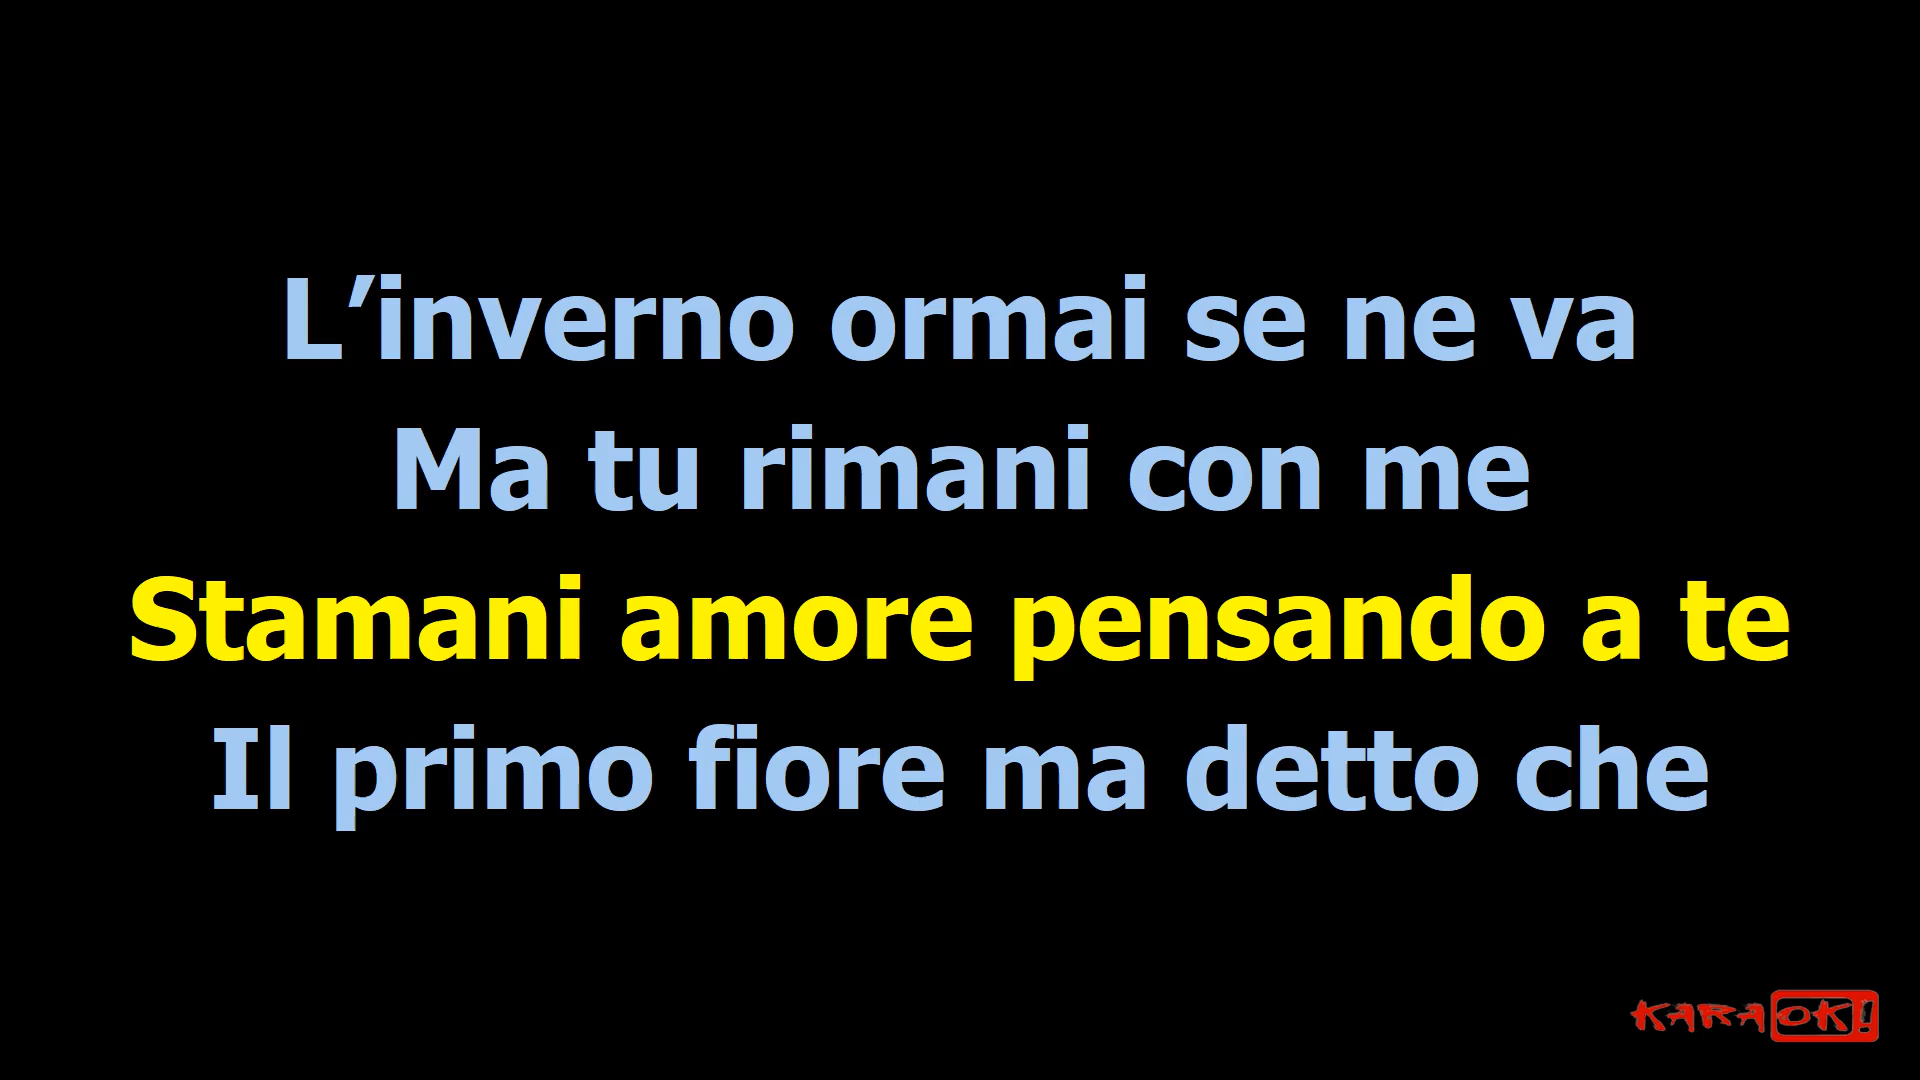 L’inverno ormai se ne va
Ma tu rimani con me
Stamani amore pensando a te
Il primo fiore ma detto che
KARAOK!